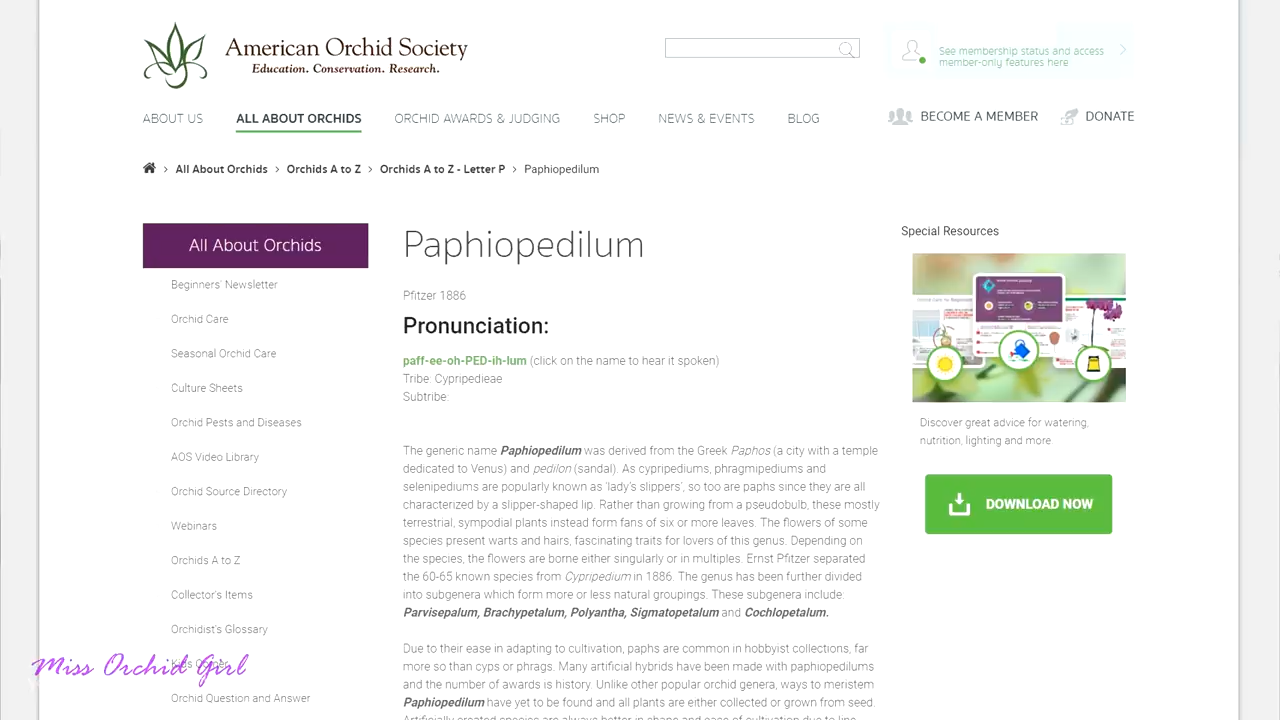 American Orchid Society
Education. Conservation. Research.
See membership status and access
member-only features here
ABOUT US
ALL ABOUT ORCHIDS
ORCHID AWARDS & JUDGING
SHOP
NEWS & EVENTS
BLOG
BECOME A MEMBER
DONATE
All About Orchids > Orchids A to Z > Orchids A to Z - Letter P > Paphiopedilum
All About Orchids
Beginners' Newsletter
Orchid Care
Seasonal Orchid Care
Culture Sheets
Orchid Pests and Diseases
AOS Video Library
Orchid Source Directory
Webinars
Orchids A to Z
Collector's Items
Orchidist's Glossary
Miss Orchid Girl
Orchid Question and Answer
Paphiopedilum
Pfitzer 1886
Pronunciation:
paff-ee-oh-PED-ih-lum (click on the name to hear it spoken)
Tribe: Cypripedieae
Subtribe:
The generic name Paphiopedilum was derived from the Greek Paphos (a city with a temple
dedicated to Venus) and pedilon (sandal). As cypripediums, phragmipediums and
selenipediums are popularly known as 'lady's slippers', so too are paphs since they are all
characterized by a slipper-shaped lip. Rather than growing from a pseudobulb, these mostly
terrestrial, sympodial plants instead form fans of six or more leaves. The flowers of some
species present warts and hairs, fascinating traits for lovers of this genus. Depending on
the species, the flowers are borne either singularly or in multiples. Ernst Pfitzer separated
the 60-65 known species from Cypripedium in 1886. The genus has been further divided
into subgenera which form more or less natural groupings. These subgenera include:
Parvisepalum, Brachypetalum, Polyantha, Sigmatopetalum and Cochlopetalum.
Due to their ease in adapting to cultivation, paphs are common in hobbyist collections, far
more so than cyps or phrags. Many artificial hybrids have been made with paphiopedilums
and the number of awards is history. Unlike other popular orchid genera, ways to meristem
Paphiopedilum have yet to be found and all plants are either collected or grown from seed.
Special Resources
Discover great advice for watering,
nutrition, lighting and more.
DOWNLOAD NOW